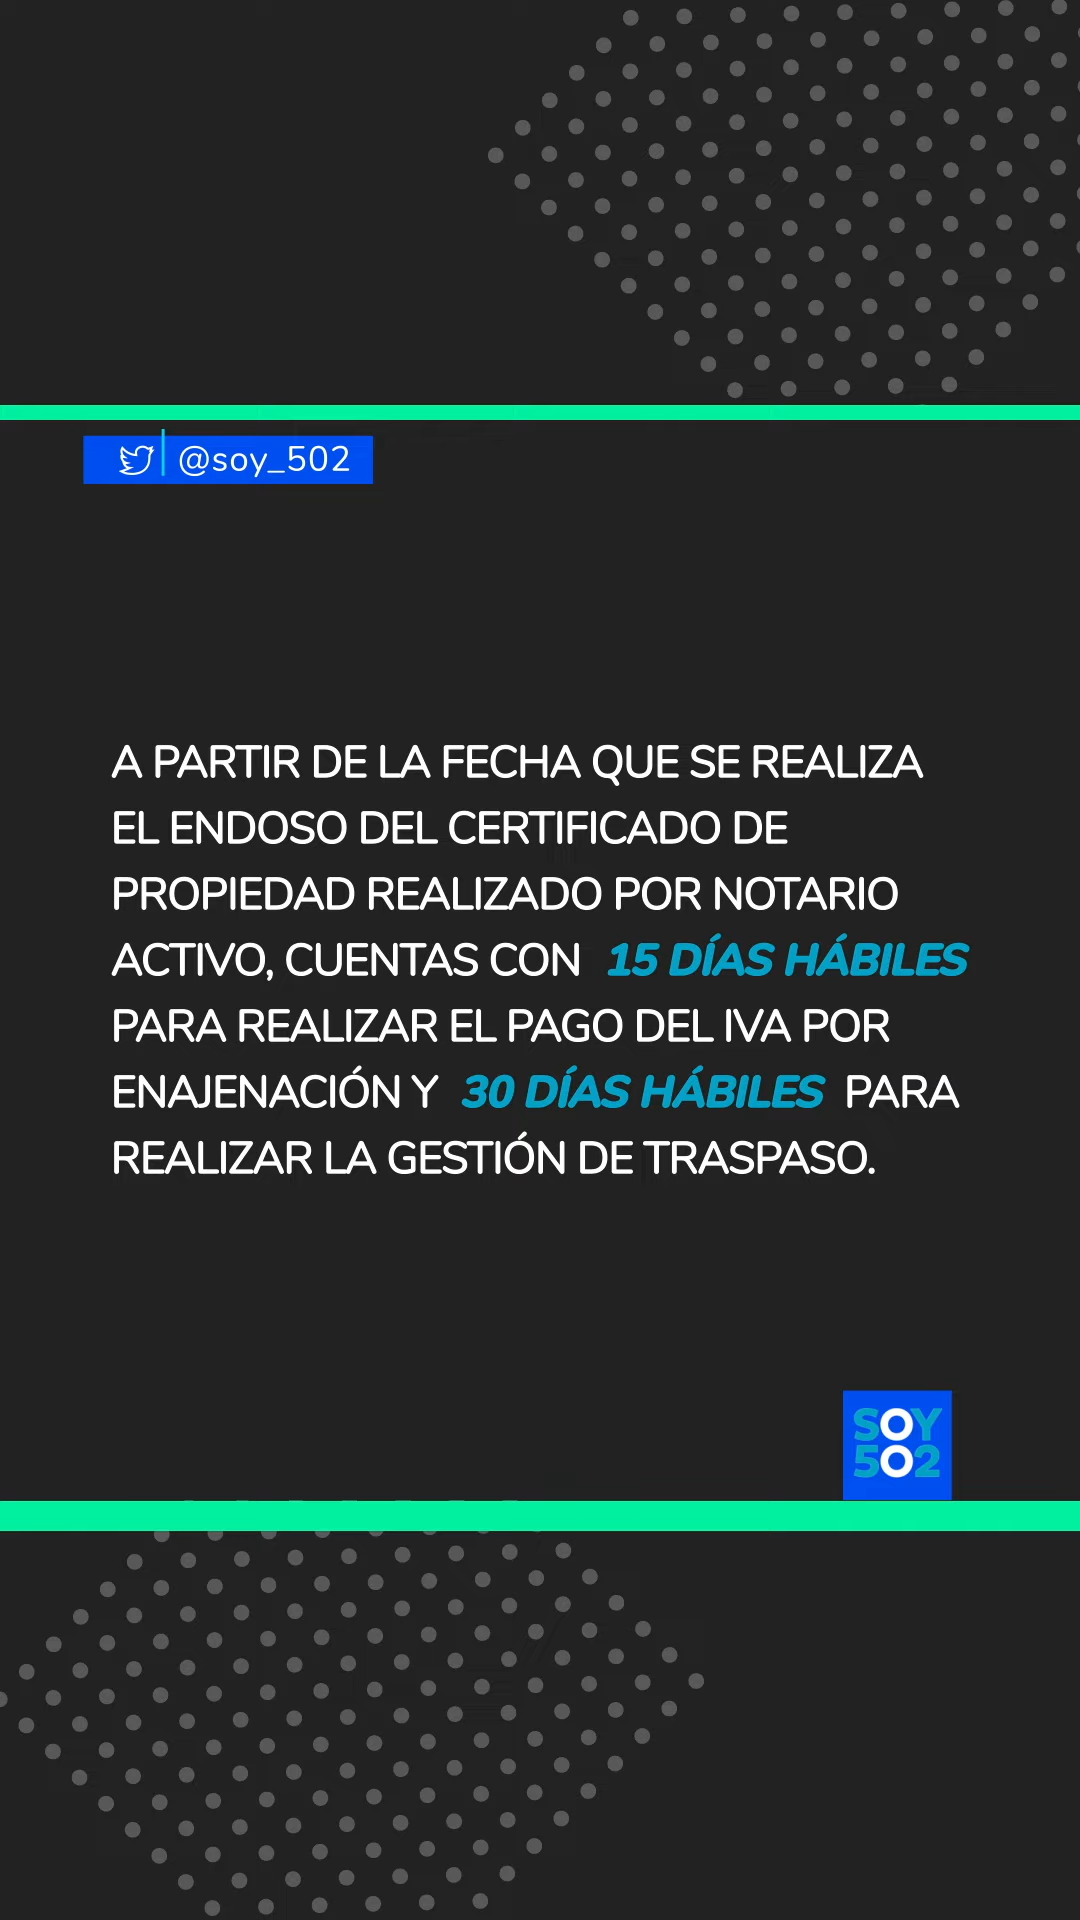 @soy_502
A PARTIR DE LA FECHA QUE SE REALIZA
EL ENDOSO DEL CERTIFICADO DE
PROPIEDAD REALIZADO POR NOTARIO
ACTIVO, CUENTAS CON 15 DÍAS HÁBILES
PARA REALIZAR EL PAGO DEL IVA POR
ENAJENACIÓN Y 30 DÍAS HÁBILES PARA
REALIZAR LA GESTIÓN DE TRASPASO.
SOY
502